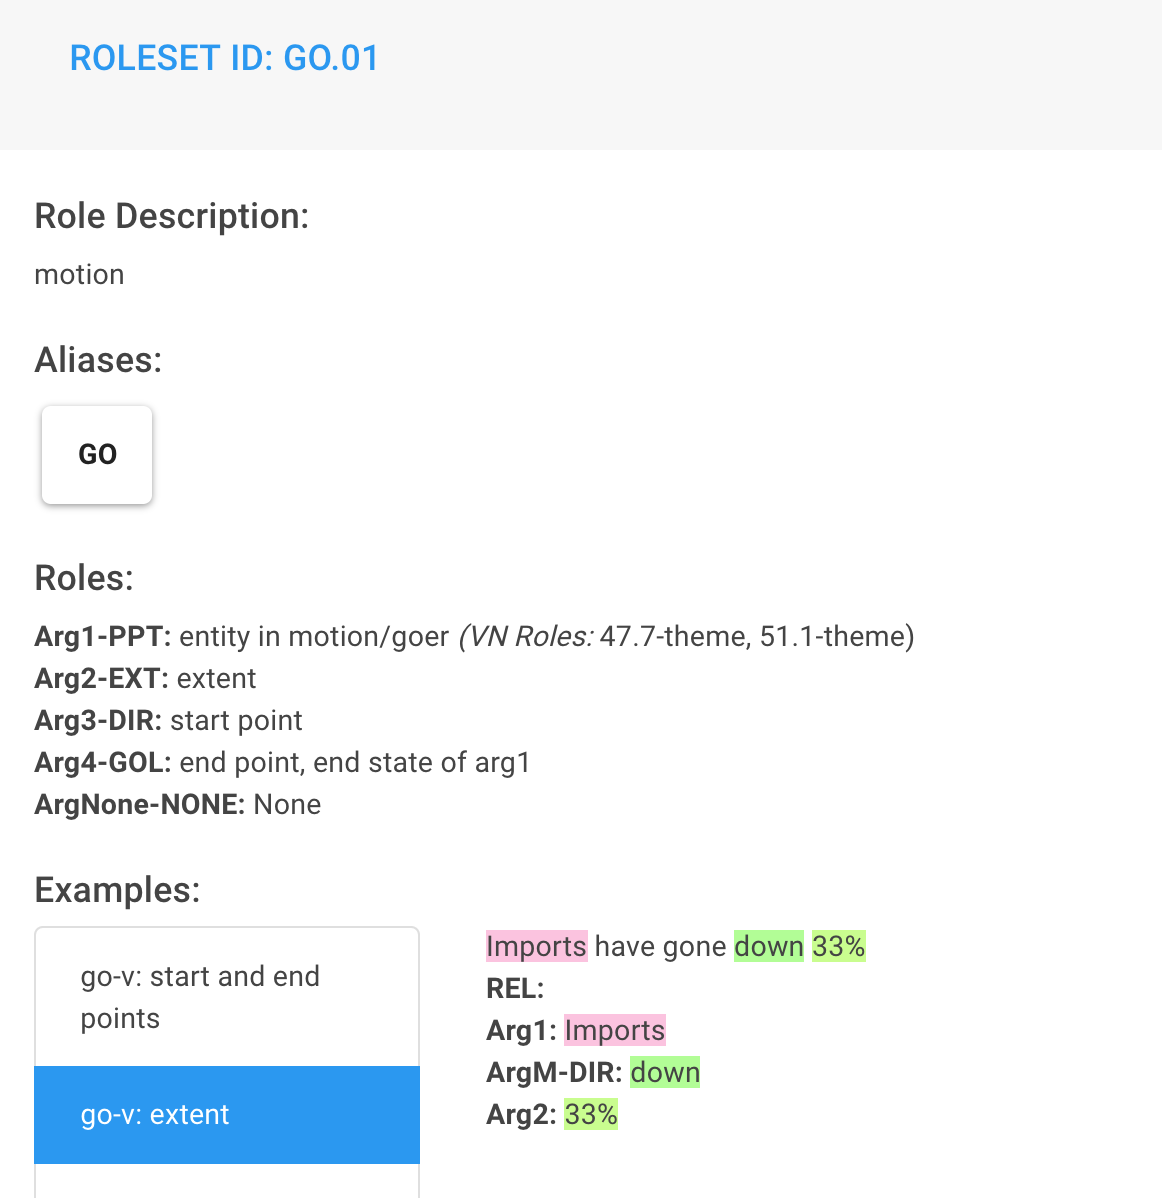 ROLESET ID: GO.01
Role Description:
motion
Aliases:
GO
Roles:
Arg1-PPT: entity in motion/goer (VN Roles: 47.7-theme, 51.1-theme)
Arg2-EXT: extent
Arg3-DIR: start point
Arg4-GOL: end point, end state of arg1
ArgNone-NONE: None
Examples:
go-v: start and end
points
go-v: extent
Imports have gone down 33%
REL:
Arg1: Imports
ArgM-DIR: down
Arg2: 33%